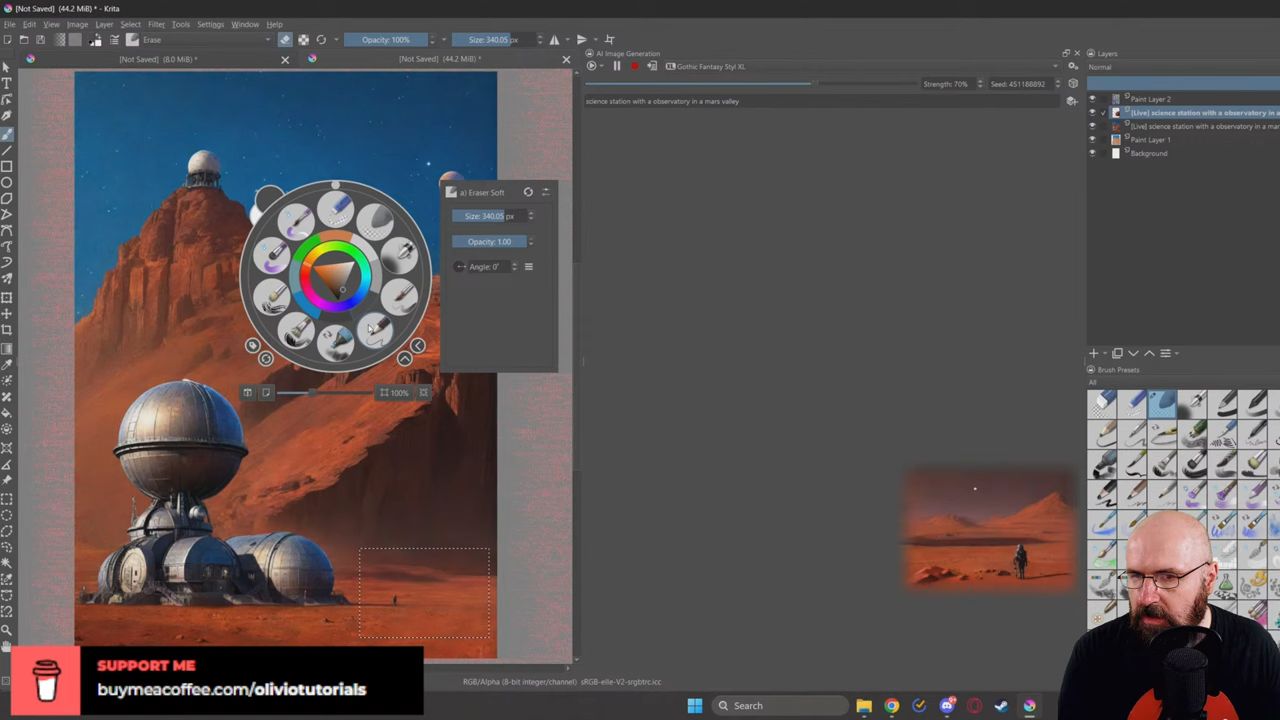 [Not Saved] (44.2 MiB) * - Krita
File Edit View Image Layer Select Filter Tools Settings Window Help
Erase
Opacity: 100%
Size: 340.05 px
[Not Saved] (8.0 MiB) *
[Not Saved] (44.2 MiB) *
AI Image Generation
Gothic Fantasy Styl XL
Strength: 70%
Seed: 451188892
science station with a observatory in a mars valley
Layers
Normal
Paint Layer 2
[Live] science station with a observatory in a
[Live] science station with a observatory in a mar
Paint Layer 1
Background
a) Eraser Soft
Size: 340.05 px
Opacity: 1.00
Angle: 0°
100%
Brush Presets
All
SUPPORT ME
buymeacoffee.com/oliviotutorials
RGB/Alpha (8-bit integer/channel) sRGB-elle-V2-srgbtrc.icc
Search